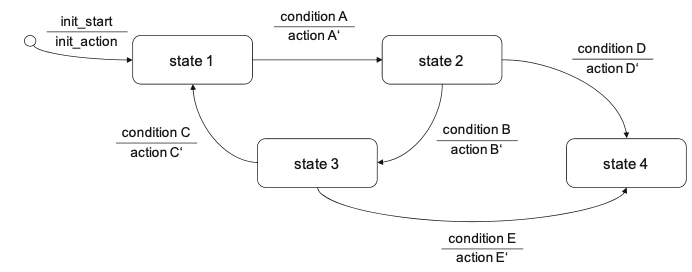 init_start
init_action
condition A
action A‘
state 1
state 2
condition D
action D‘
condition C
action C‘
condition B
action B‘
state 3
state 4
condition E
action E‘